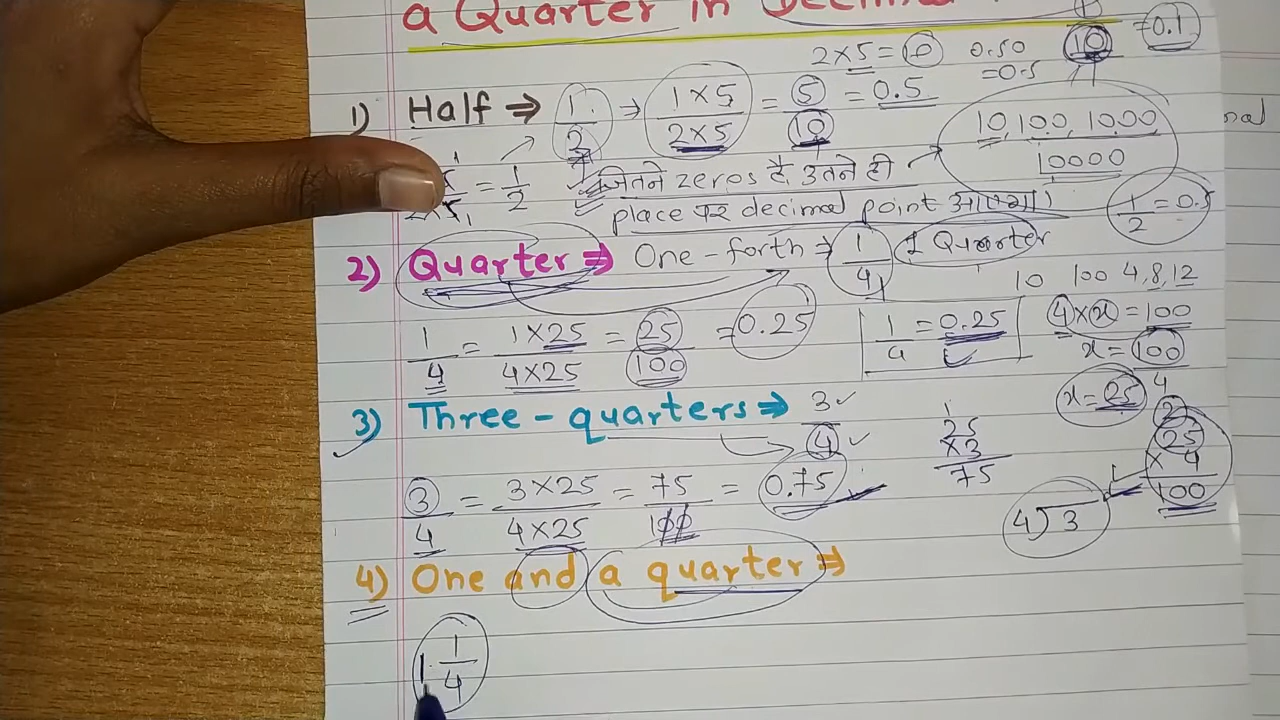 a Quarter in Decimal
1/10 = 0.1
2 × 5 = 10 0.50
= 0.5
1) Half ⇒ 1/2 → 1×5/2×5 = 5/10 = 0.5
10, 100, 1000
10000
= 1/2
जितने zeros है उतने ही
place पर decimal point आएगा।
1/2 = 0.5
2) Quarter ⇒ One-forth ⇒ 1/4 1 Quarter
10 100 4,8,12
1/4 = 1×25/4×25 = 25/100 = 0.25
1/4 = 0.25
4 × x = 100
x = 100
4
x = 25
3) Three-quarters ⇒ 3/4
1
25
×3
75
2
25
× 4
100
3/4 = 3×25/4×25 = 75/100 = 0.75
4)3
4) One and a quarter ⇒
1 1/4